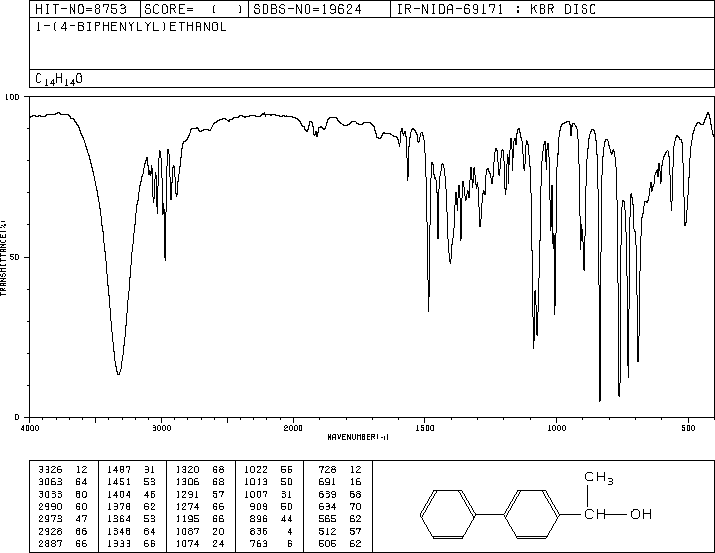 HIT-NO=8753 SCORE= ( ) SDBS-NO=19624 IR-NIDA-69171 : KBR DISC
1-(4-BIPHENYLYL)ETHANOL
C14H14O
100
50
0
TRANSMITTANCE(%)
4000 3000 2000 1500 1000 500
WAVENUMBER(-1)
3326 12 1487 31 1320 68 1022 55 728 12
3063 64 1451 53 1306 68 1013 50 691 16
3033 60 1404 46 1291 57 1007 31 639 68
2990 60 1378 62 1274 66 909 50 634 70
2973 47 1364 53 1195 66 896 44 565 62
2928 66 1348 64 1087 20 836 4 512 57
2887 66 1333 66 1074 24 763 6 505 62
CH3
CH OH